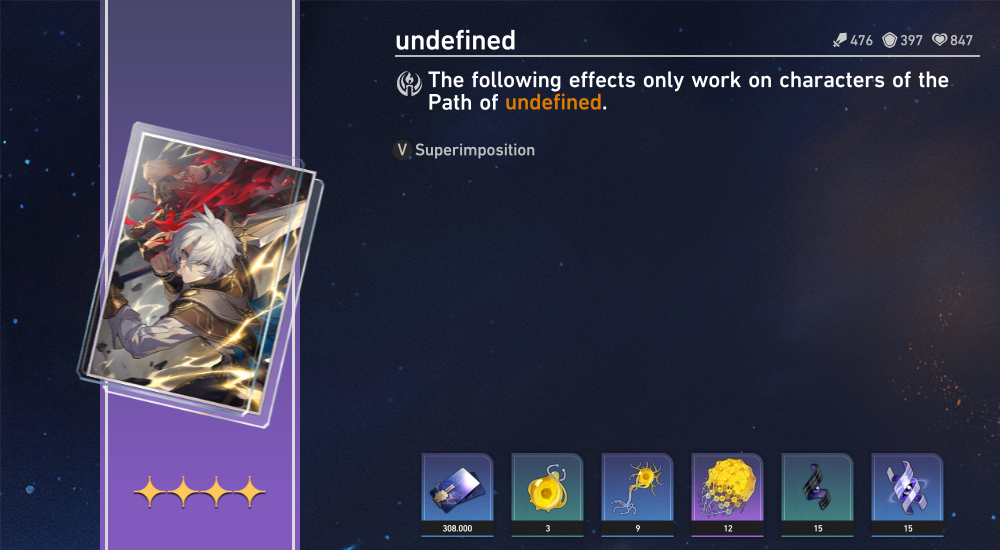 undefined
476 397 847
The following effects only work on characters of the
Path of undefined.
V Superimposition
308.000 3 9 12 15 15